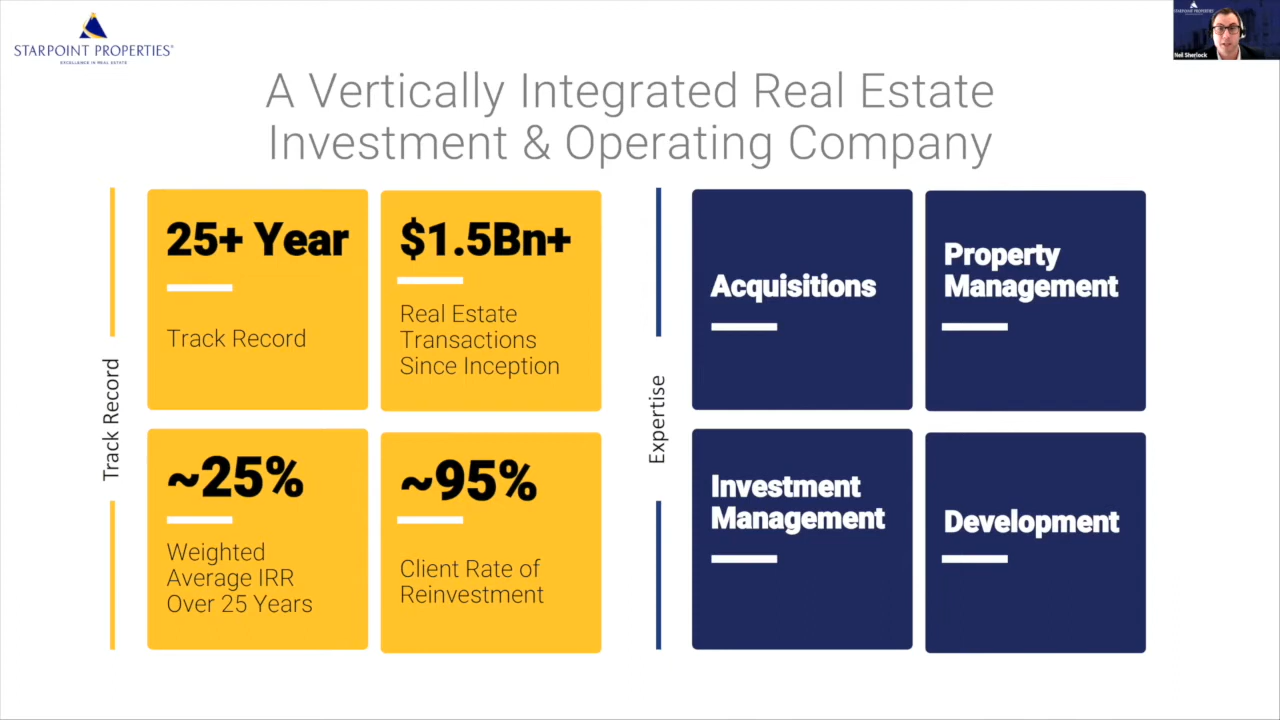 STARPOINT PROPERTIES®
EXCELLENCE IN REAL ESTATE
STARPOINT PROPERTIES
Neil Sherlock
A Vertically Integrated Real Estate
Investment & Operating Company
Track Record
25+ Year
Track Record
$1.5Bn+
Real Estate
Transactions
Since Inception
~25%
Weighted
Average IRR
Over 25 Years
~95%
Client Rate of
Reinvestment
Expertise
Acquisitions
Property
Management
Investment
Management
Development